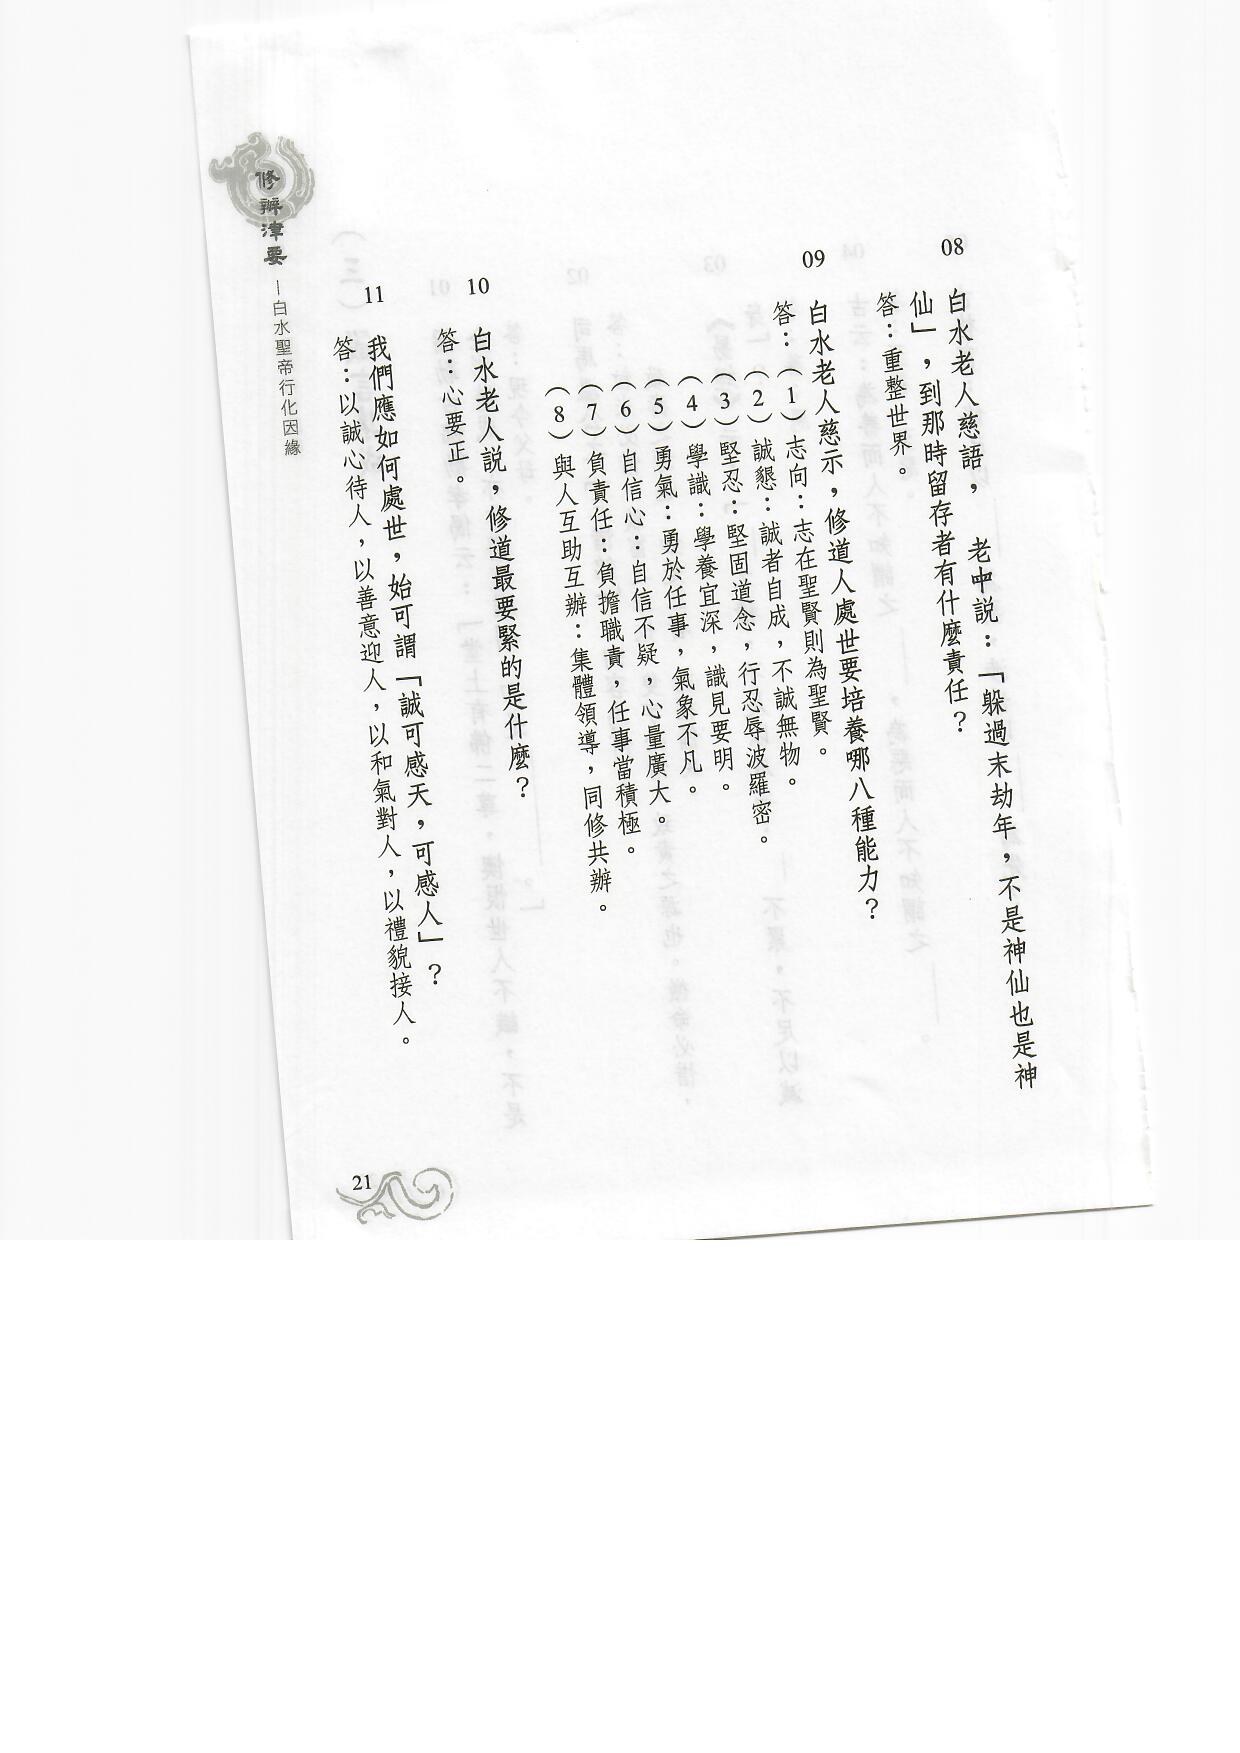 08 白水老人慈語， 老中説：「躲過末劫年，不是神仙也是神
仙」，到那時留存者有什麼責任？
答：重整世界。
09 白水老人慈示，修道人處世要培養哪八種能力？
答：（1）志向：志在聖賢則為聖賢。
（2）誠懇：誠者自成，不誠無物。
（3）堅忍：堅固道念，行忍辱波羅密。
（4）學識：學養宜深，識見要明。
（5）勇氣：勇於任事，氣象不凡。
（6）自信心：自信不疑，心量廣大。
（7）負責任：負擔職責，任事當積極。
（8）與人互助互辦：集體領導，同修共辦。
10 白水老人説，修道最要緊的是什麼？
答：心要正。
11 我們應如何處世，始可謂「誠可感天，可感人」？
答：以誠心待人，以善意迎人，以和氣對人，以禮貌接人。
修辦津要
—白水聖帝行化因緣
21